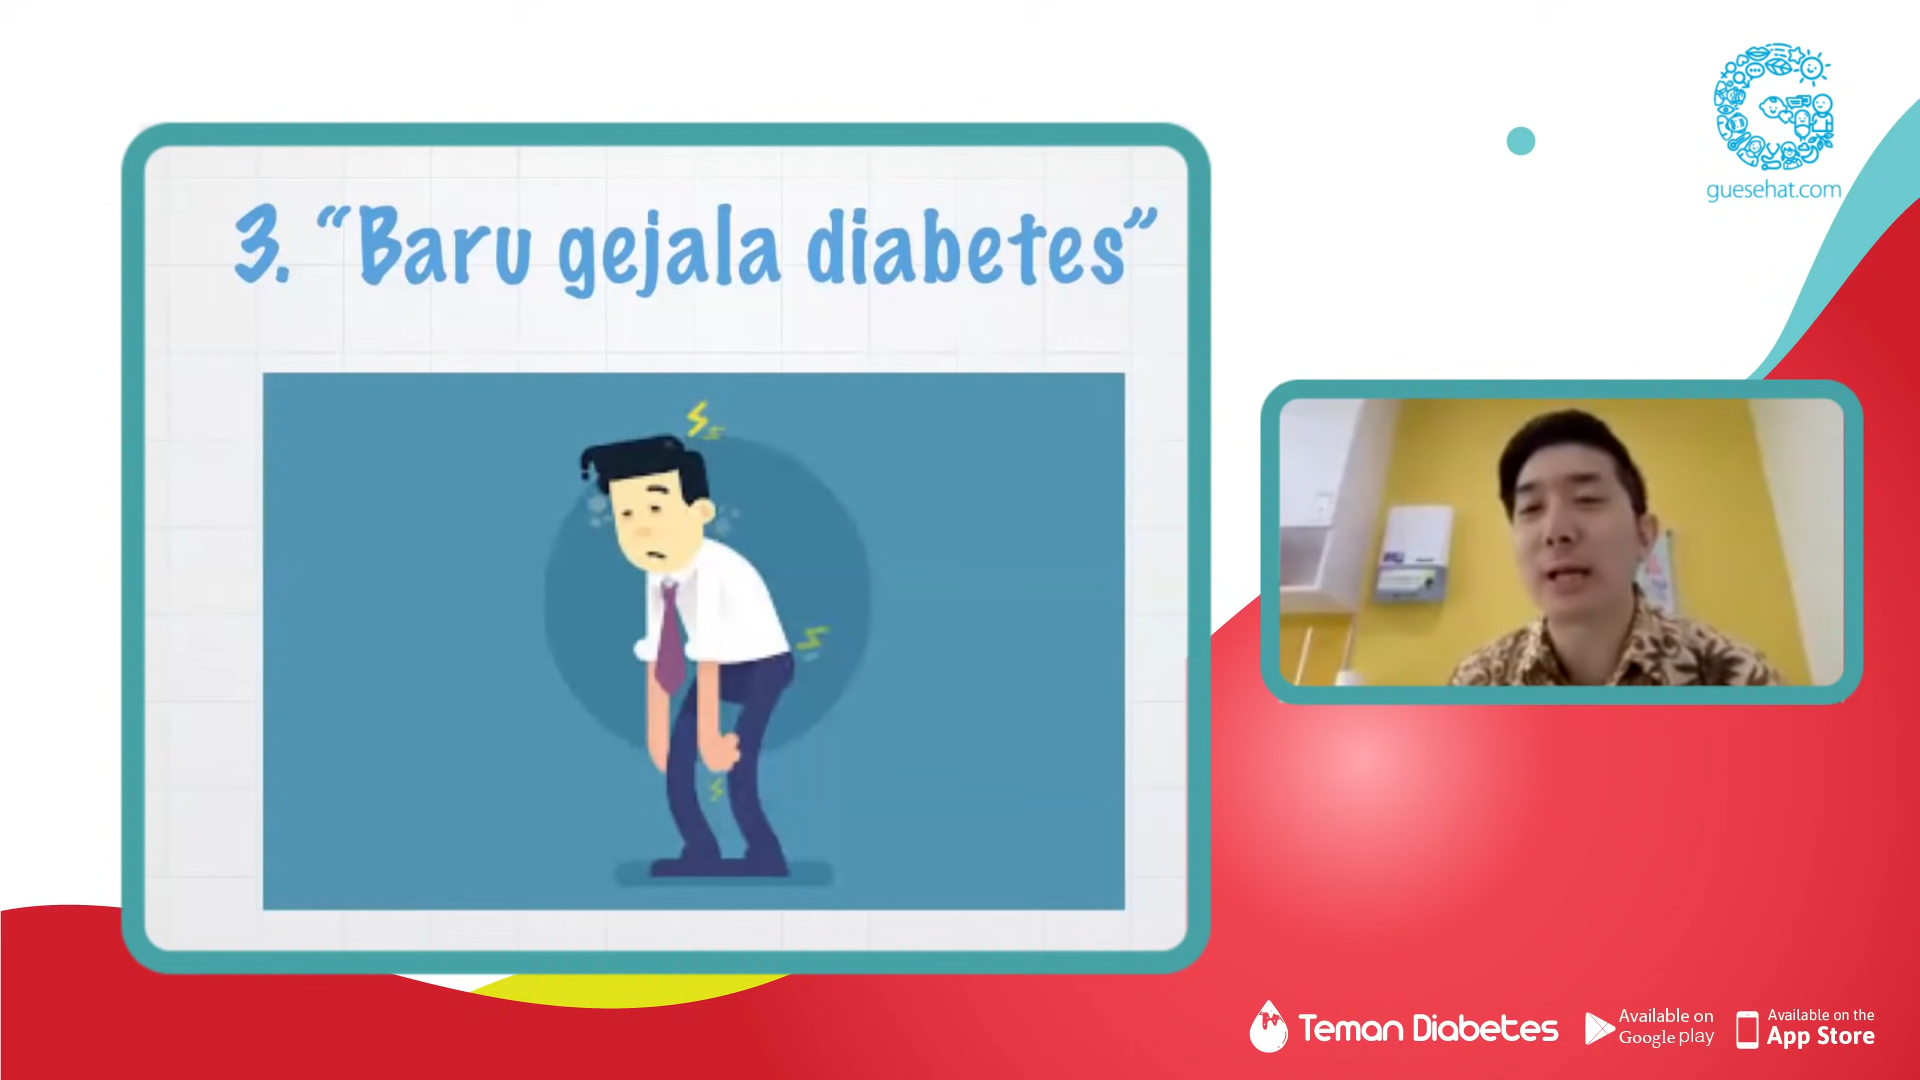 guesehat.com
3. “Baru gejala diabetes”
Teman Diabetes
Available on
Google play
Available on the
App Store